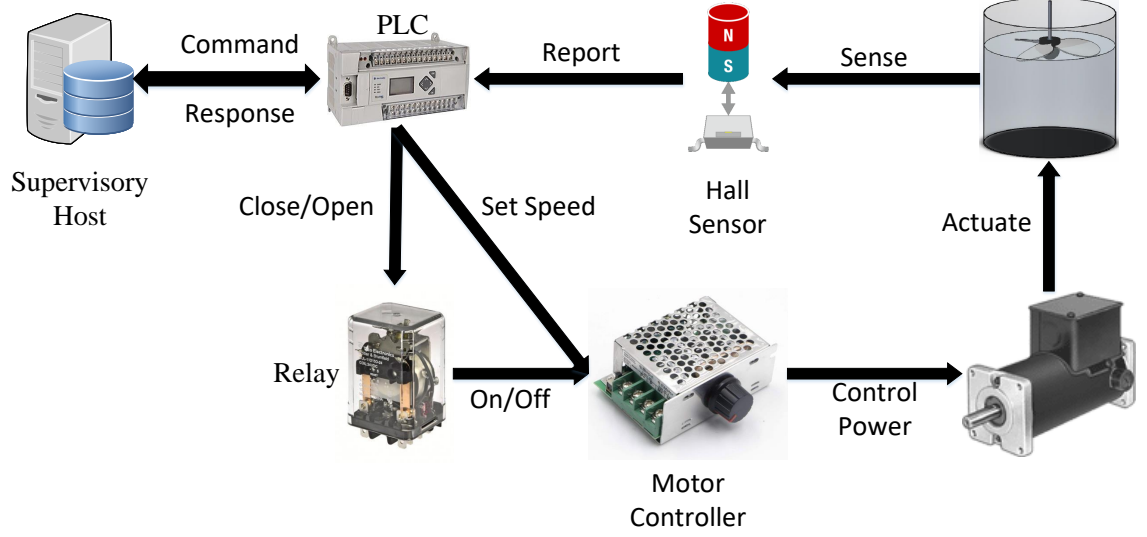 PLC
Command
Response
Report
N
S
Sense
Supervisory
Host
Hall
Sensor
Close/Open
Set Speed
Actuate
Relay
On/Off
Control
Power
Motor
Controller